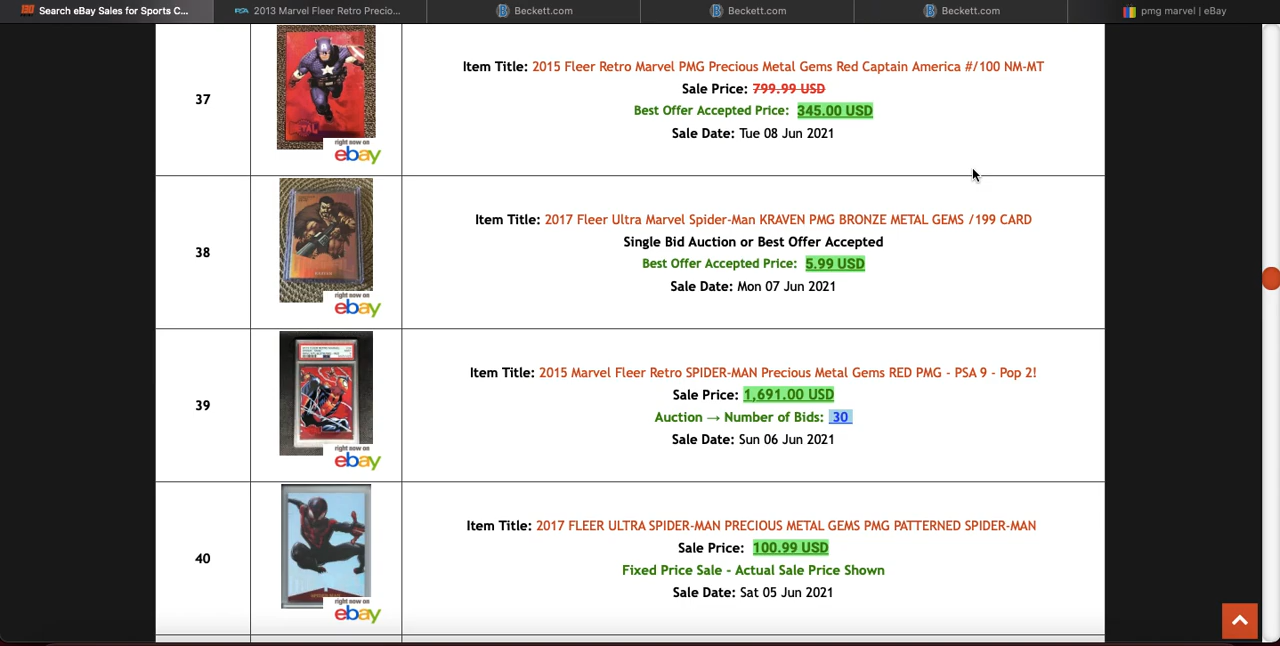 Search eBay Sales for Sports C...
PSA 2013 Marvel Fleer Retro Precio...
Beckett.com
Beckett.com
Beckett.com
pmg marvel | eBay
37
right now on
ebay
Item Title: 2015 Fleer Retro Marvel PMG Precious Metal Gems Red Captain America #/100 NM-MT
Sale Price: 799.99 USD
Best Offer Accepted Price: 345.00 USD
Sale Date: Tue 08 Jun 2021
38
right now on
ebay
Item Title: 2017 Fleer Ultra Marvel Spider-Man KRAVEN PMG BRONZE METAL GEMS /199 CARD
Single Bid Auction or Best Offer Accepted
Best Offer Accepted Price: 5.99 USD
Sale Date: Mon 07 Jun 2021
39
right now on
ebay
Item Title: 2015 Marvel Fleer Retro SPIDER-MAN Precious Metal Gems RED PMG - PSA 9 - Pop 2!
Sale Price: 1,691.00 USD
Auction → Number of Bids: 30
Sale Date: Sun 06 Jun 2021
40
right now on
ebay
Item Title: 2017 FLEER ULTRA SPIDER-MAN PRECIOUS METAL GEMS PMG PATTERNED SPIDER-MAN
Sale Price: 100.99 USD
Fixed Price Sale - Actual Sale Price Shown
Sale Date: Sat 05 Jun 2021